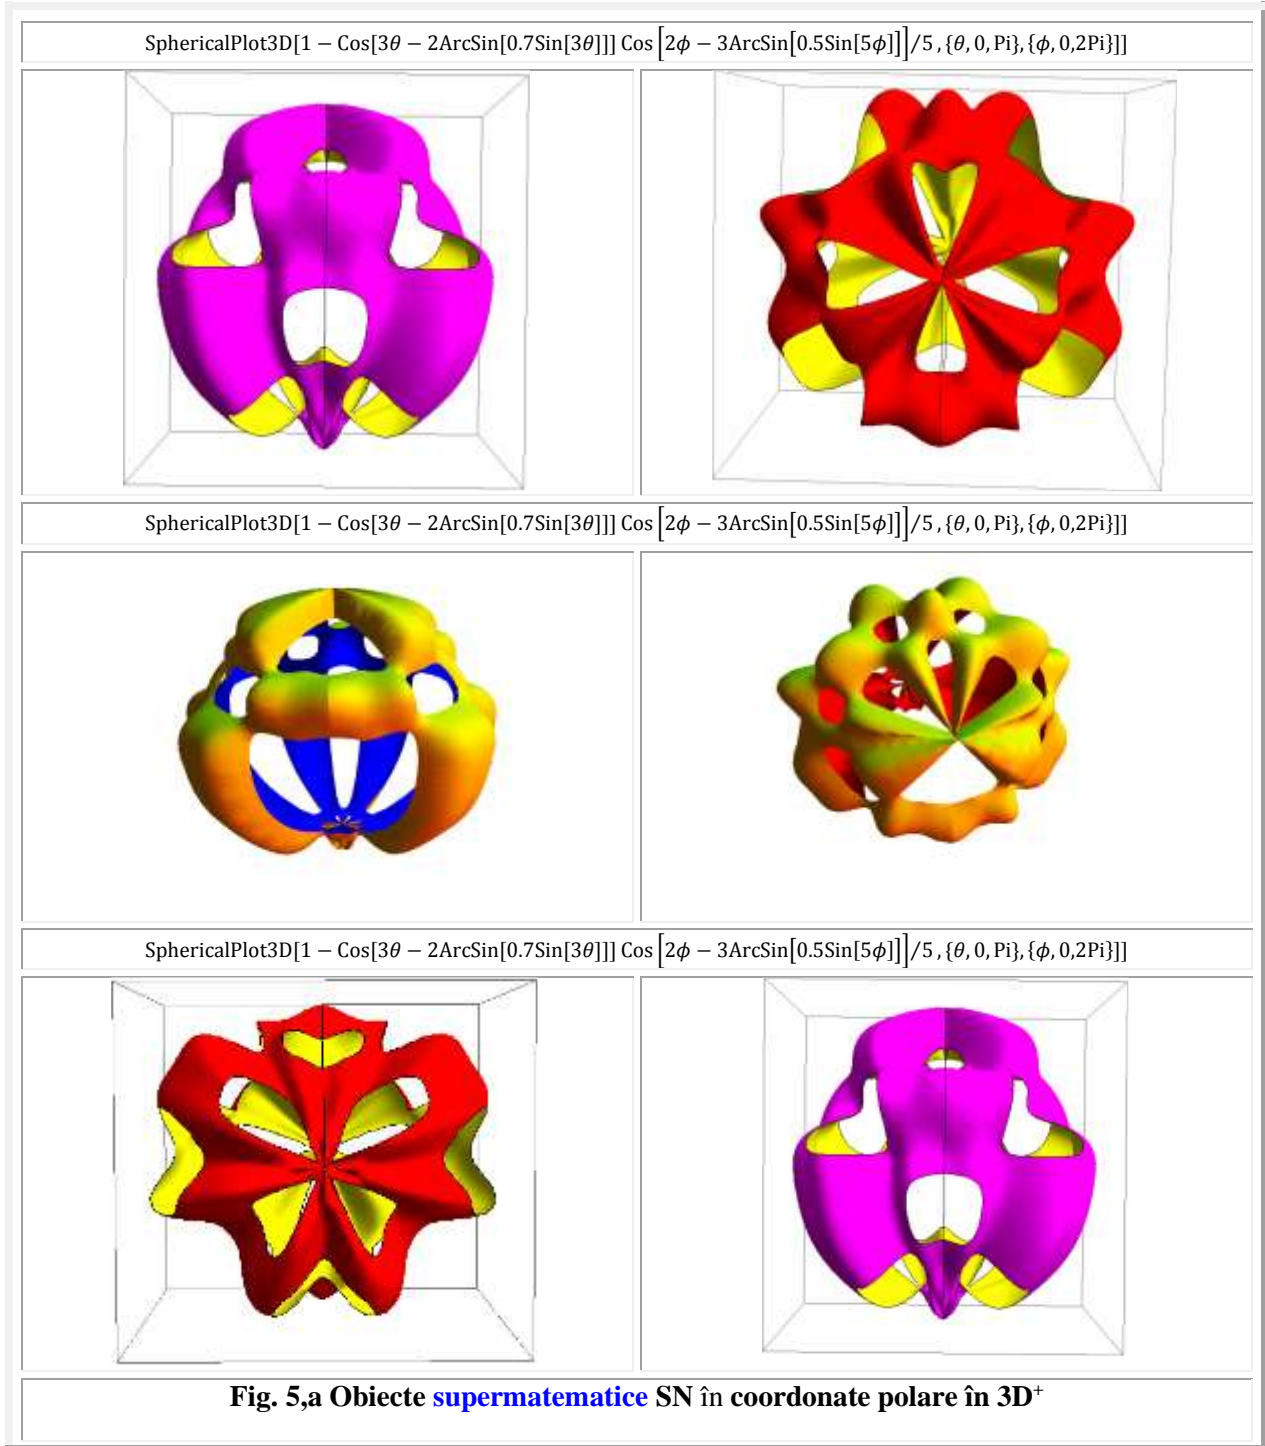 SphericalPlot3D[1 − Cos[3θ − 2ArcSin[0.7Sin[3θ]]] Cos [2ϕ − 3ArcSin[0.5Sin[5ϕ]]]/5 , {θ, 0, Pi}, {ϕ, 0,2Pi}]]
SphericalPlot3D[1 − Cos[3θ − 2ArcSin[0.7Sin[3θ]]] Cos [2ϕ − 3ArcSin[0.5Sin[5ϕ]]]/5 , {θ, 0, Pi}, {ϕ, 0,2Pi}]]
SphericalPlot3D[1 − Cos[3θ − 2ArcSin[0.7Sin[3θ]]] Cos [2ϕ − 3ArcSin[0.5Sin[5ϕ]]]/5 , {θ, 0, Pi}, {ϕ, 0,2Pi}]]
Fig. 5,a Obiecte supermatematice SN în coordonate polare în 3D⁺